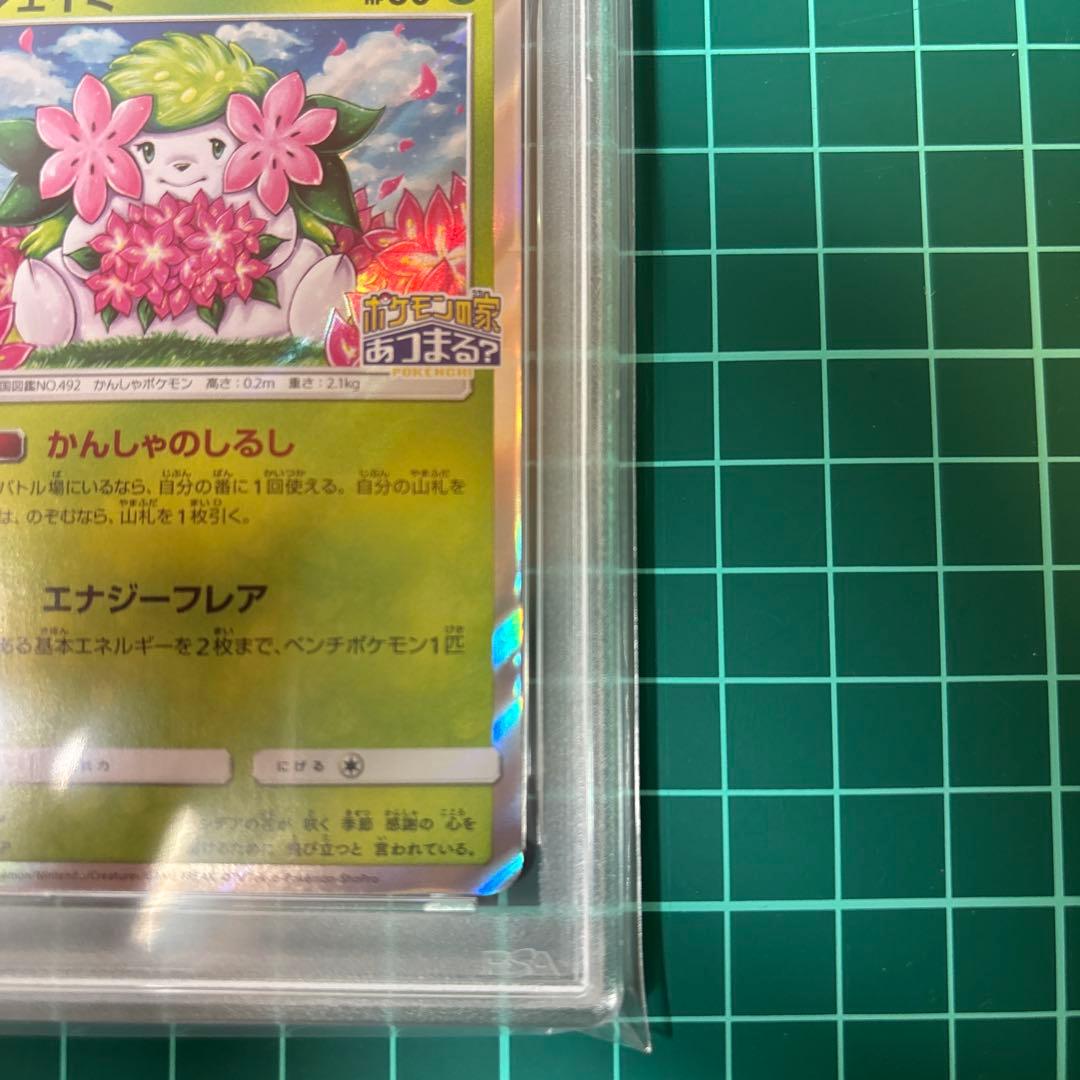 ェイミ HP80
ポケモンの家
あつまる?
POKENCHI
国図鑑NO.492 かんしゃポケモン 高さ:0.2m 重さ:2.1kg
かんしゃのしるし
バトル場にいるなら、自分の番に1回使える。自分の山札を
は、のぞむなら、山札を1枚引く。
エナジーフレア
ある基本エネルギーを2枚まで、ベンチポケモン1匹
抗力 にげる
咲く 季節 感謝の 心を
ために 飛び立つと 言われている。
PSA